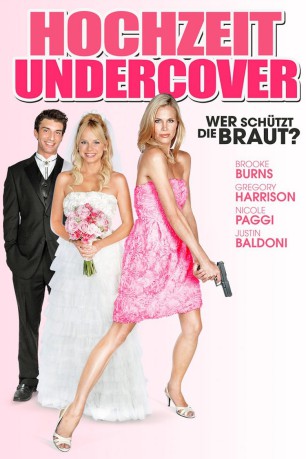 HOCHZEIT
UNDERCOVER
WER SCHÜTZT
DIE BRAUT?
BROOKE
BURNS
GREGORY
HARRISON
NICOLE
PAGGI
JUSTIN
BALDONI